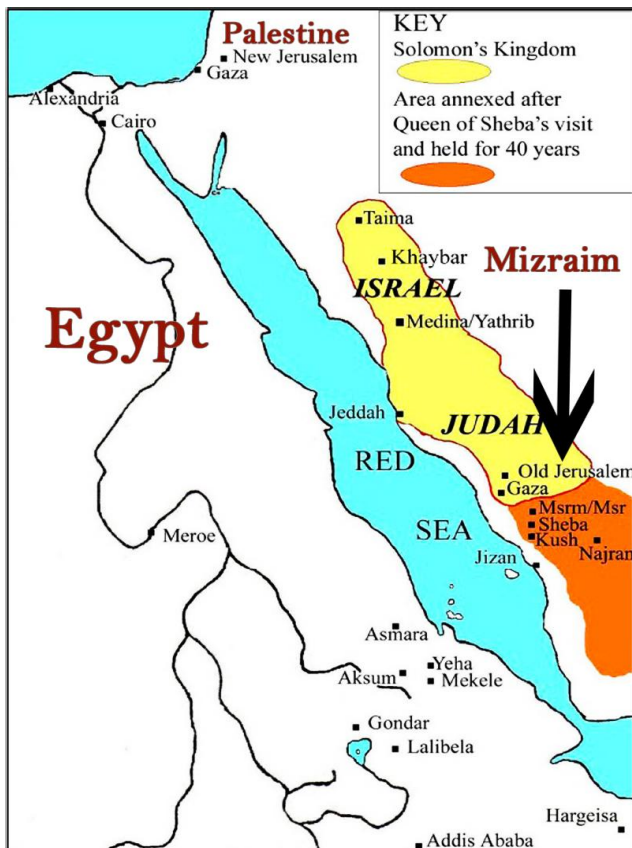 Palestine
New Jerusalem
Gaza
Alexandria
Cairo
KEY
Solomon's Kingdom
Area annexed after
Queen of Sheba's visit
and held for 40 years
Taima
Khaybar
ISRAEL
Mizraim
Egypt
Medina/Yathrib
Jeddah
JUDAH
RED
Old Jerusalem
Gaza
Msrm/Msr
SEA
Sheba
Kush
Najran
Meroe
Jizan
Asmara
Yeha
Aksum
Mekele
Gondar
Lalibela
Hargeisa
Addis Ababa